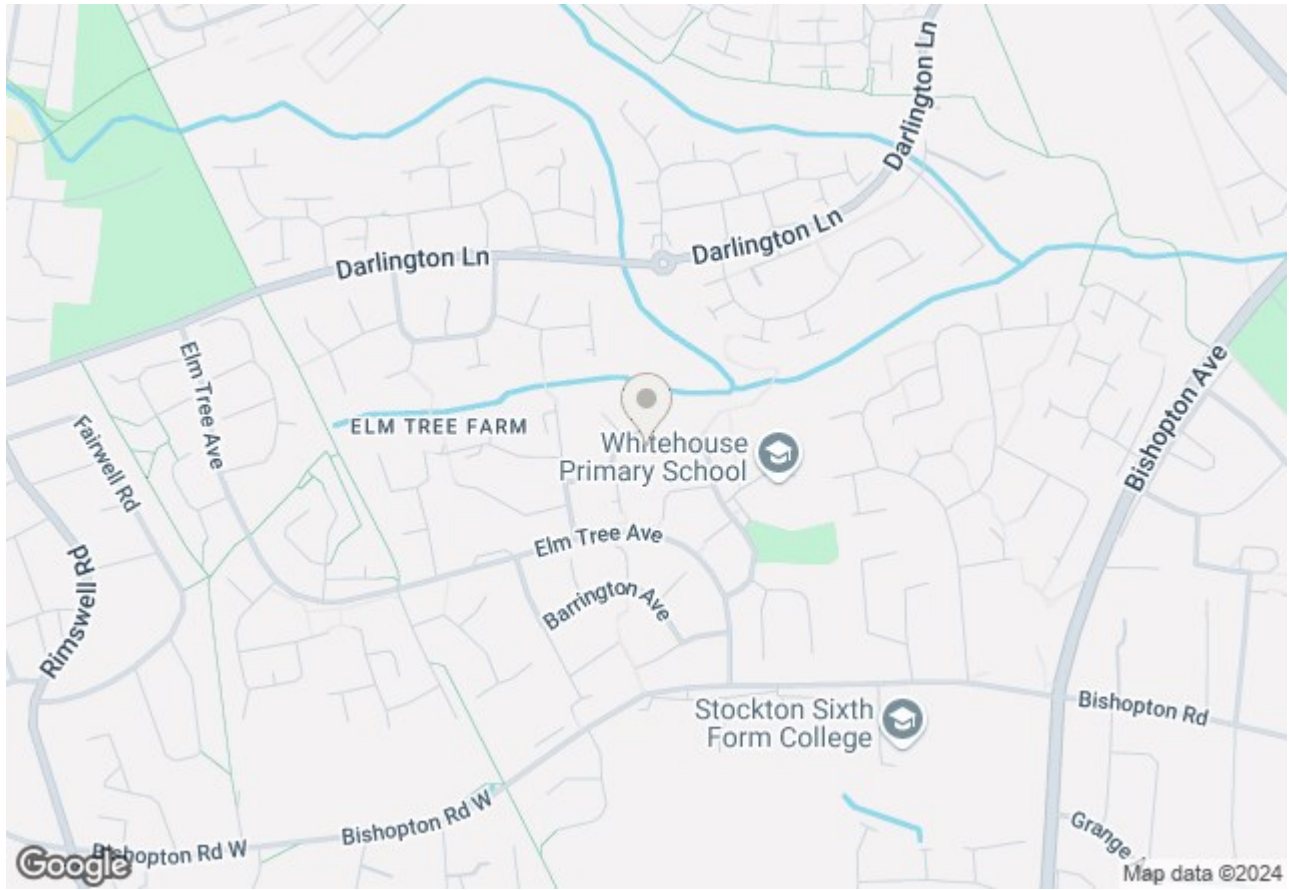 Darlington Ln
Darlington Ln
Darlington Ln
Elm Tree Ave
ELM TREE FARM
Fairwell Rd
Whitehouse
Primary School
Bishopton Ave
Elm Tree Ave
Rimswell Rd
Barrington Ave
Stockton Sixth
Form College
Bishopton Rd
Bishopton Rd W
Bishopton Rd W
Grange
Google
Map data ©2024